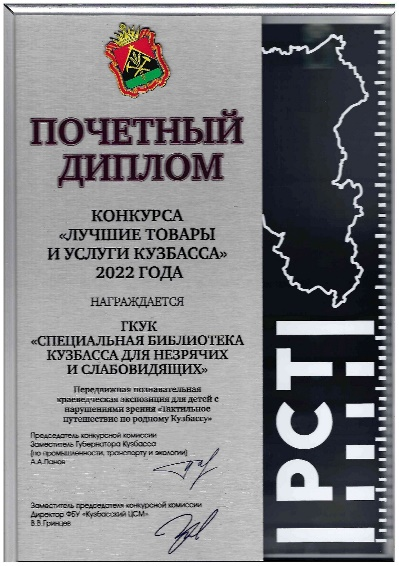 ПОЧЕТНЫЙ
ДИПЛОМ
КОНКУРСА
«ЛУЧШИЕ ТОВАРЫ
И УСЛУГИ КУЗБАССА»
2022 ГОДА
НАГРАЖДАЕТСЯ
ГКУК
«СПЕЦИАЛЬНАЯ БИБЛИОТЕКА
КУЗБАССА ДЛЯ НЕЗРЯЧИХ
И СЛАБОВИДЯЩИХ»
Передвижная познавательная
краеведческая экспозиция для детей с
нарушениями зрения «Тактильное
путешествие по родному Кузбассу»
Председатель конкурсной комиссии
Заместитель Губернатора Кузбасса
(по промышленности, транспорту и экологии)
А.А.Панов
Заместитель председателя конкурсной комиссии
Директор ФБУ «Кузбасский ЦСМ»
В.В.Гринцев
РСТ